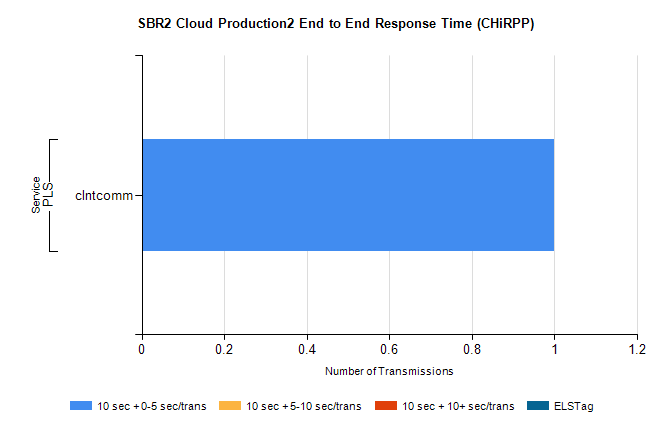 SBR2 Cloud Production2 End to End Response Time (CHiRPP)
Service
PLS
clntcomm
0 0.2 0.4 0.6 0.8 1 1.2
Number of Transmissions
10 sec + 0-5 sec/trans 10 sec + 5-10 sec/trans 10 sec + 10+ sec/trans ELSTag